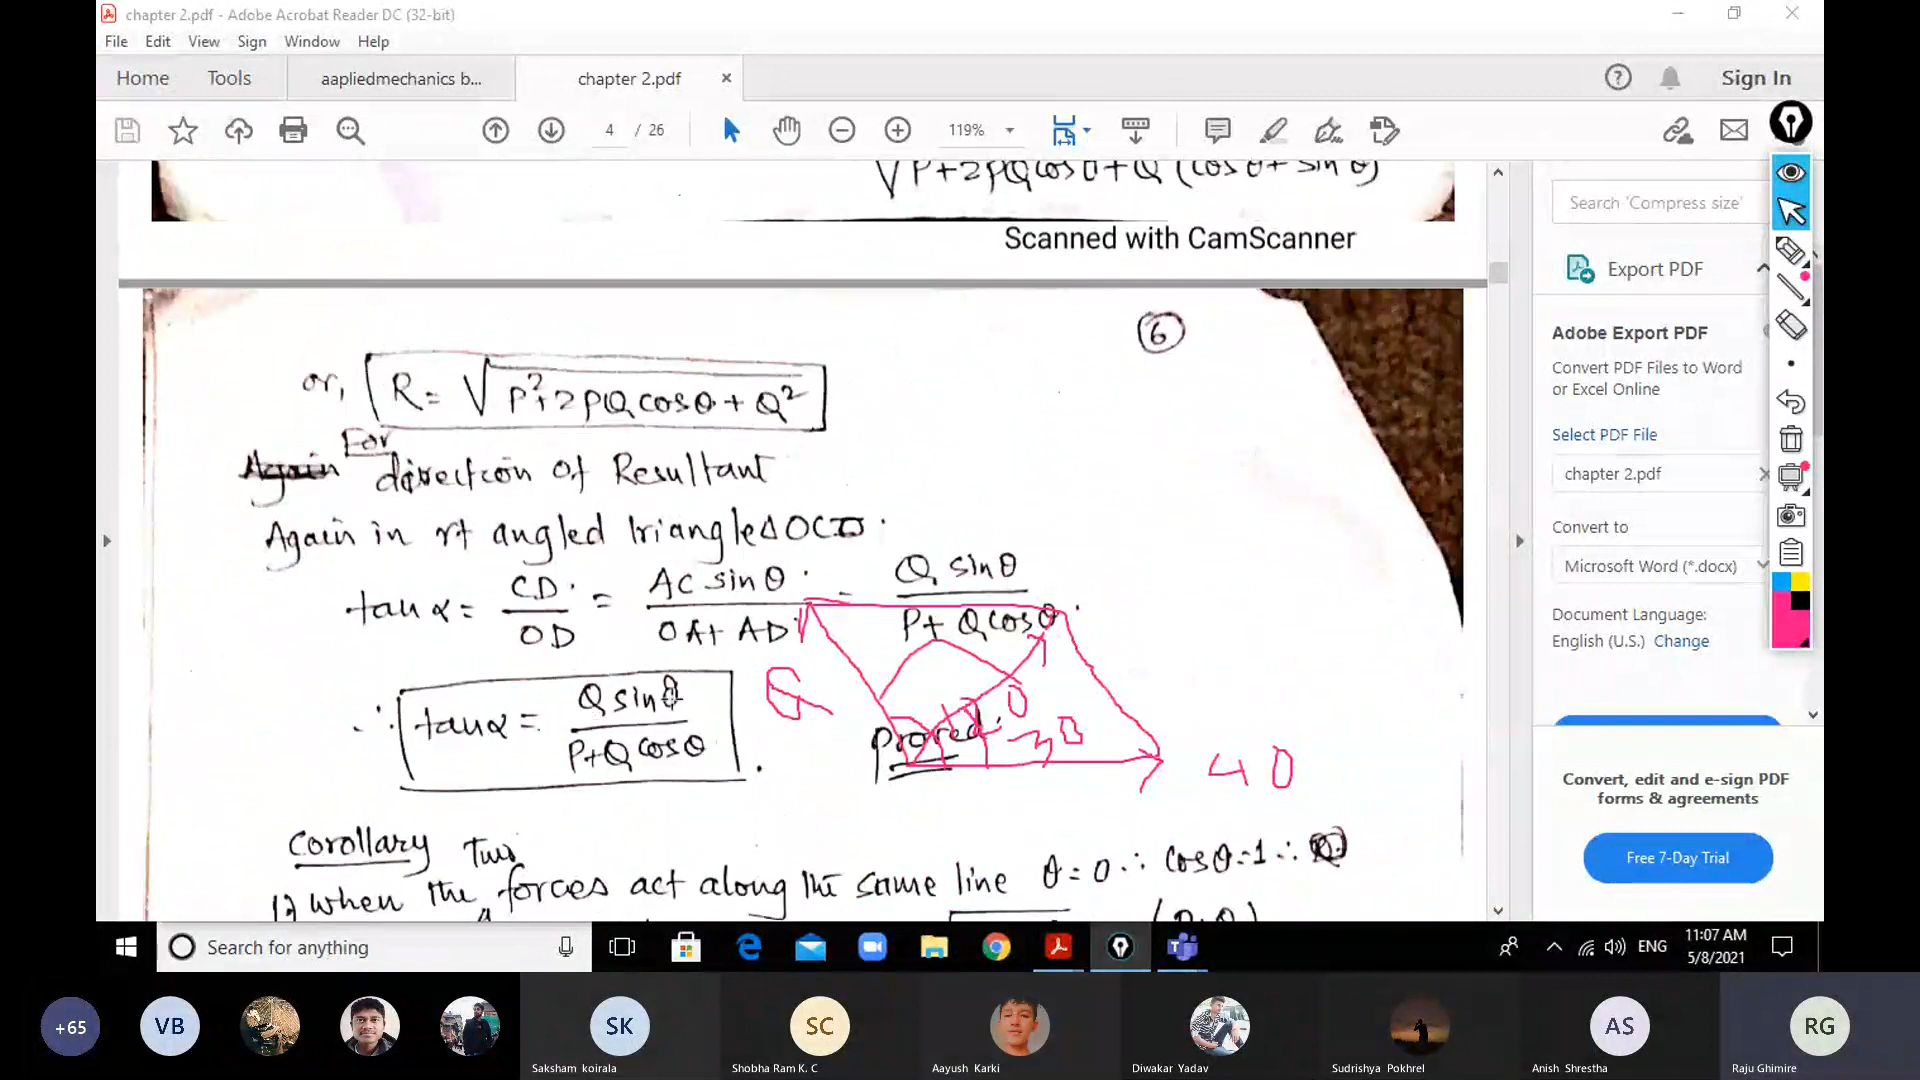 chapter 2.pdf - Adobe Acrobat Reader DC (32-bit)
File Edit View Sign Window Help
Home Tools aapliedmechanics b... chapter 2.pdf × Sign In
4 / 26 119%
Scanned with CamScanner
6
or, R = √P²+2PQcosθ+Q²
For
Again direction of Resultant
Again in rt angled triangle Δ OCD.
tan α = CD/OD = AC sinθ/OA+AD = Q sinθ/P+Qcosθ.
∴ tanα = Q sinθ/P+Qcosθ. Proved.
30
40
Corollary Two
1) When the forces act along the same line θ=0 ∴ cosθ=1 ∴
Search 'Compress size'
Export PDF
Adobe Export PDF
Convert PDF Files to Word
or Excel Online
Select PDF File
chapter 2.pdf ×
Convert to
Microsoft Word (*.docx)
Document Language:
English (U.S.) Change
Convert, edit and e-sign PDF
forms & agreements
Free 7-Day Trial
Search for anything
ENG
11:07 AM
5/8/2021
+65 VB SK SC AS RG
Saksham koirala Shobha Ram K. C Aayush Karki Diwakar Yadav Sudrishya Pokhrel Anish Shrestha Raju Ghimire